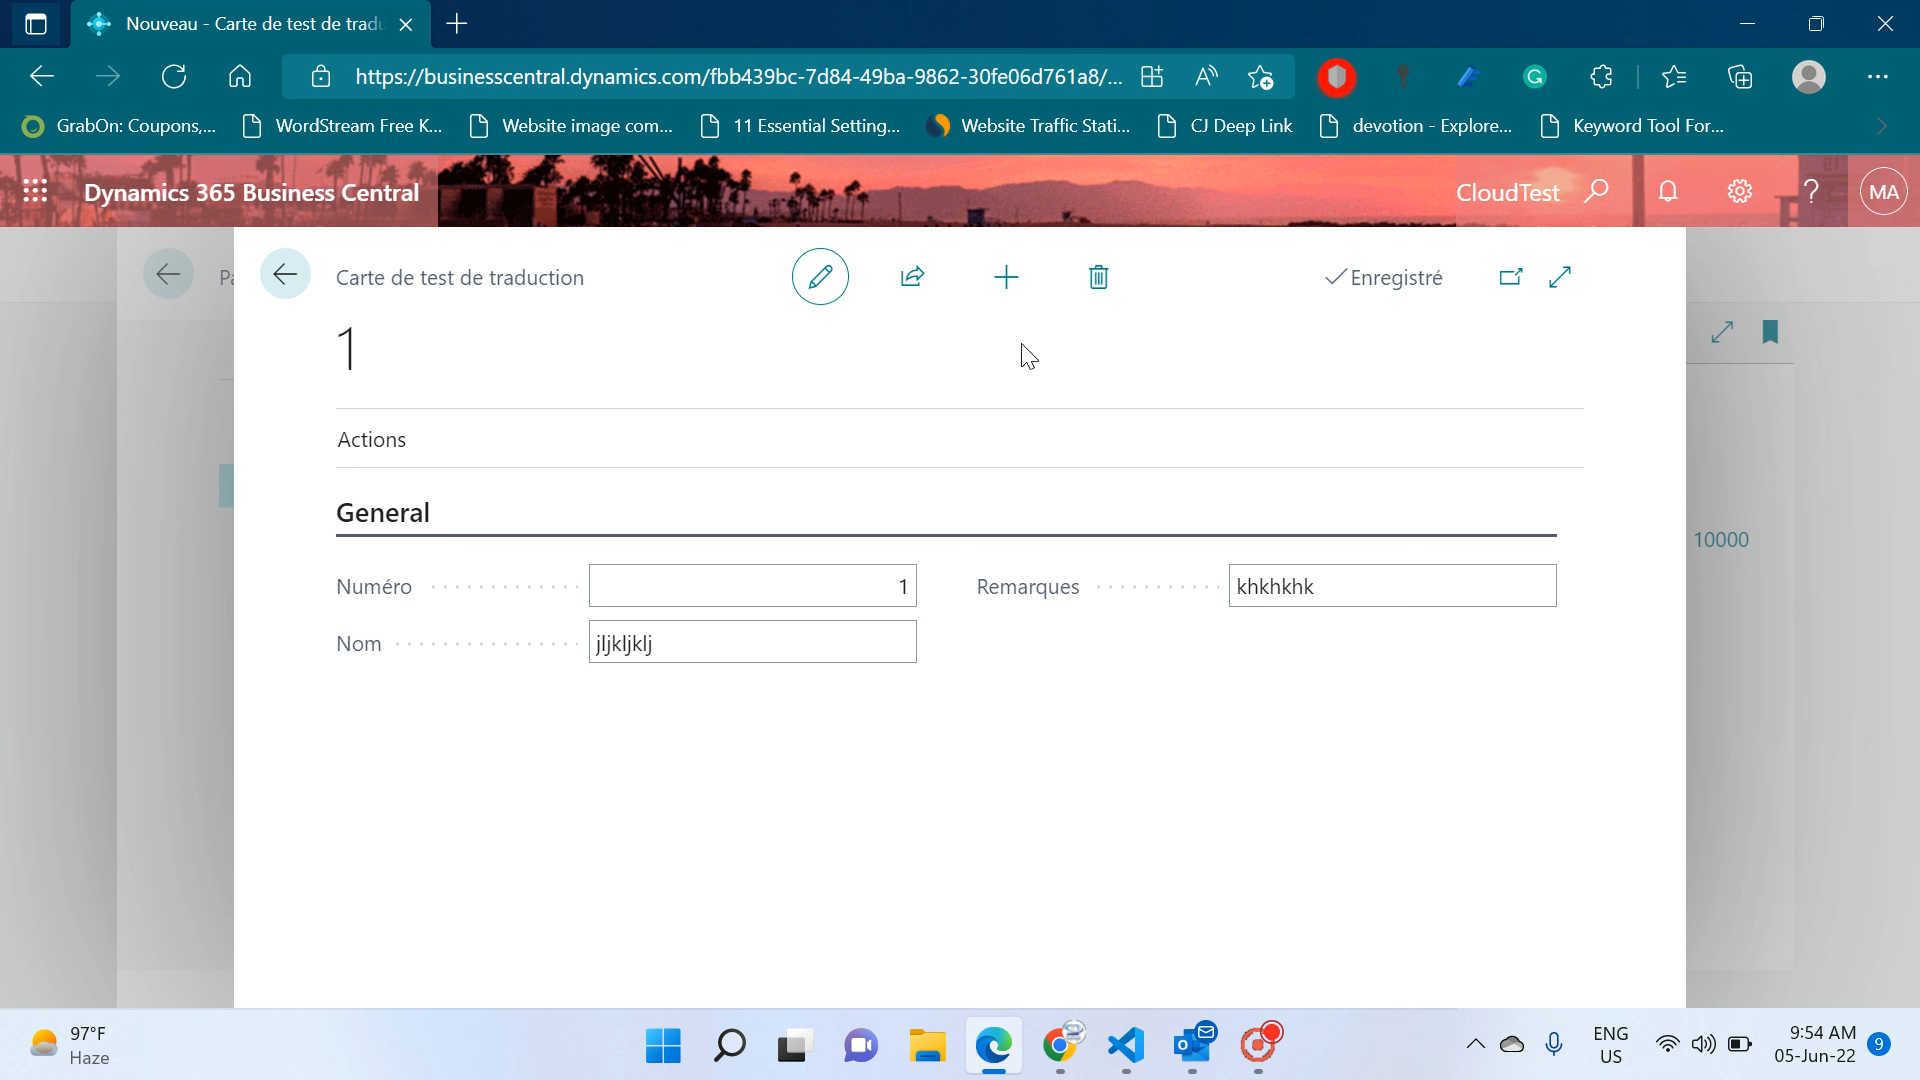 Nouveau - Carte de test de tradu
https://businesscentral.dynamics.com/fbb439bc-7d84-49ba-9862-30fe06d761a8/...
GrabOn: Coupons,... WordStream Free K... Website image com... 11 Essential Setting... Website Traffic Stati... CJ Deep Link devotion - Explore... Keyword Tool For...
Dynamics 365 Business Central CloudTest MA
Pa
Carte de test de traduction Enregistré
1
Actions
General
10000
Numéro 1 Remarques khkhkhk
Nom jljkljklj
97°F
Haze
ENG
US
9:54 AM
05-Jun-22
9